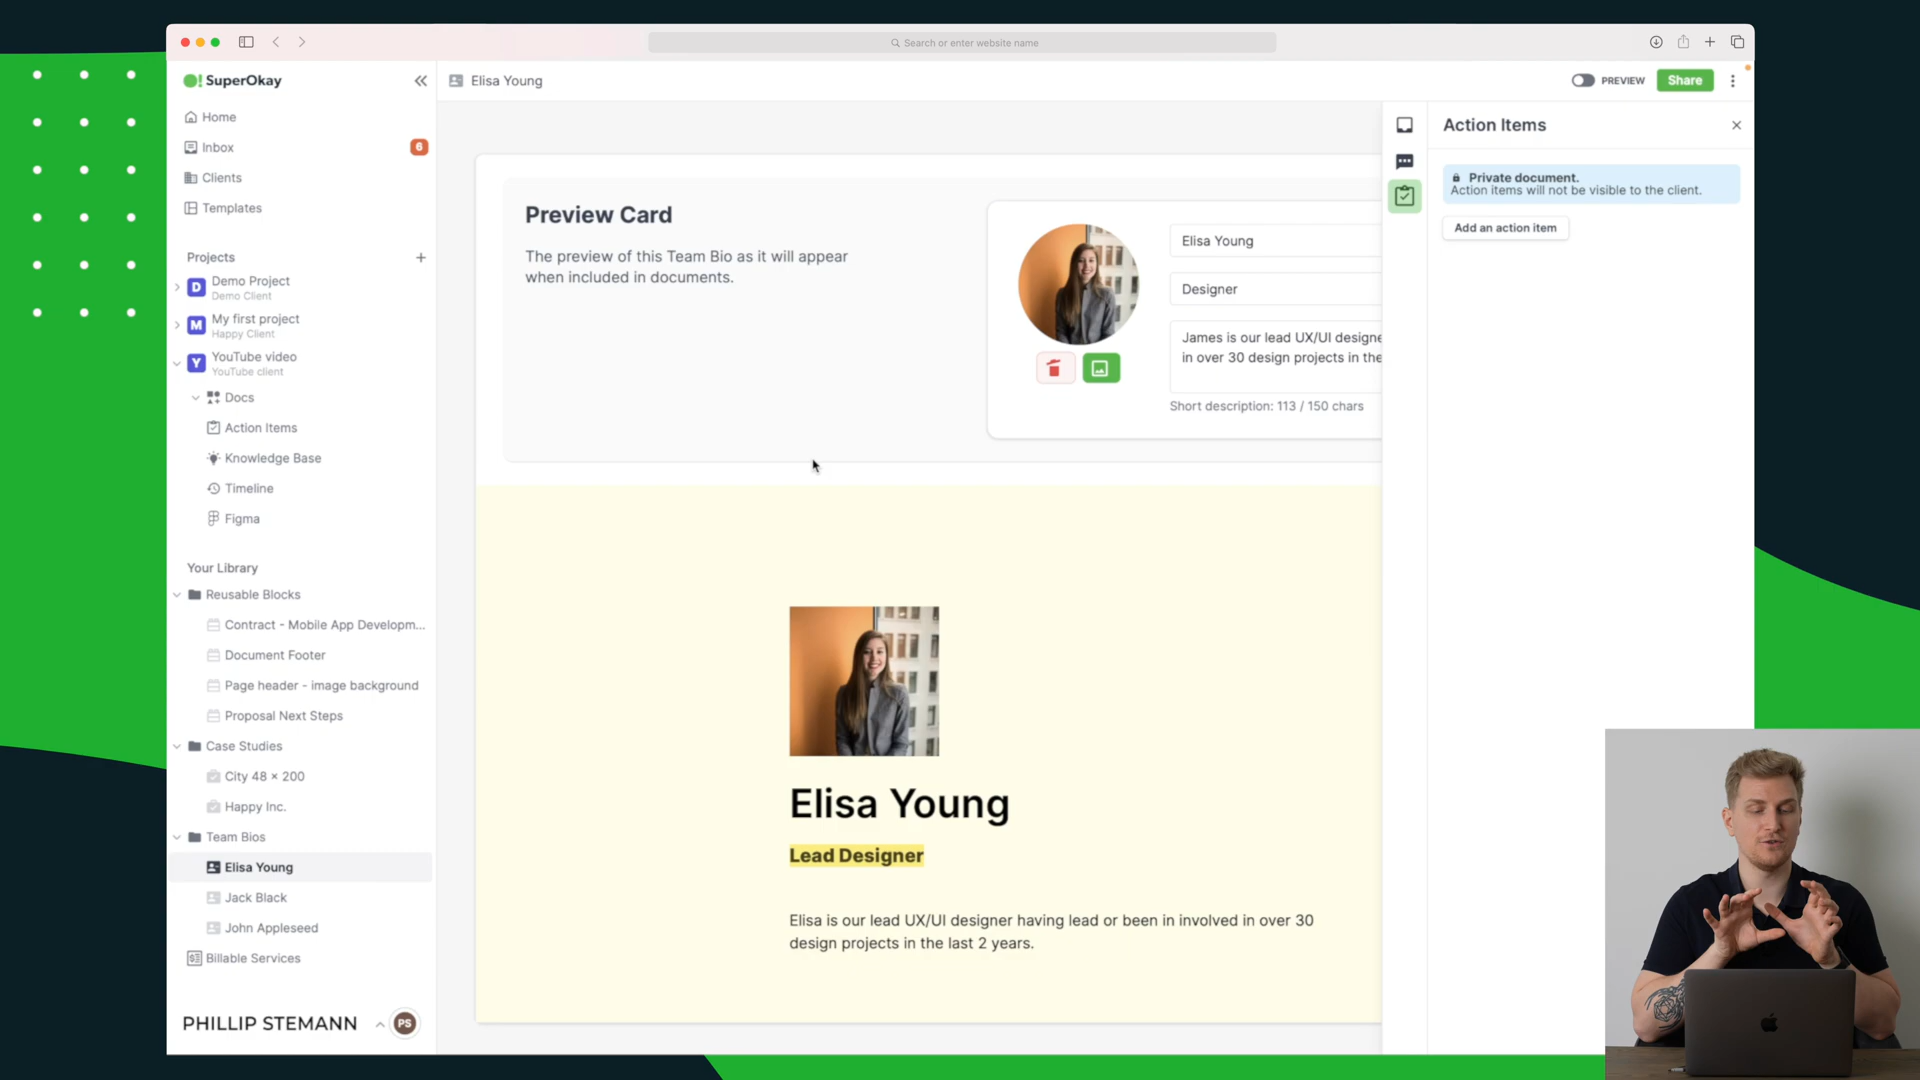 Search or enter website name
SuperOkay
Elisa Young
PREVIEW
Share
Home
Inbox
6
Clients
Templates
Projects
D
Demo Project
Demo Client
M
My first project
Happy Client
Y
YouTube video
YouTube client
Docs
Action Items
Knowledge Base
Timeline
Figma
Your Library
Reusable Blocks
Contract - Mobile App Developm...
Document Footer
Page header - image background
Proposal Next Steps
Case Studies
City 48 × 200
Happy Inc.
Team Bios
Elisa Young
Jack Black
John Appleseed
Billable Services
PHILLIP STEMANN
PS
Preview Card
The preview of this Team Bio as it will appear
when included in documents.
Elisa Young
Designer
James is our lead UX/UI designe
in over 30 design projects in the
Short description: 113 / 150 chars
Elisa Young
Lead Designer
Elisa is our lead UX/UI designer having lead or been in involved in over 30
design projects in the last 2 years.
Action Items
Private document.
Action items will not be visible to the client.
Add an action item